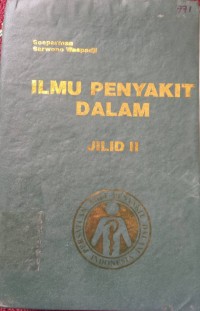 Soeparman
Sarwono Waspadji
ILMU PENYAKIT
DALAM
JILID II